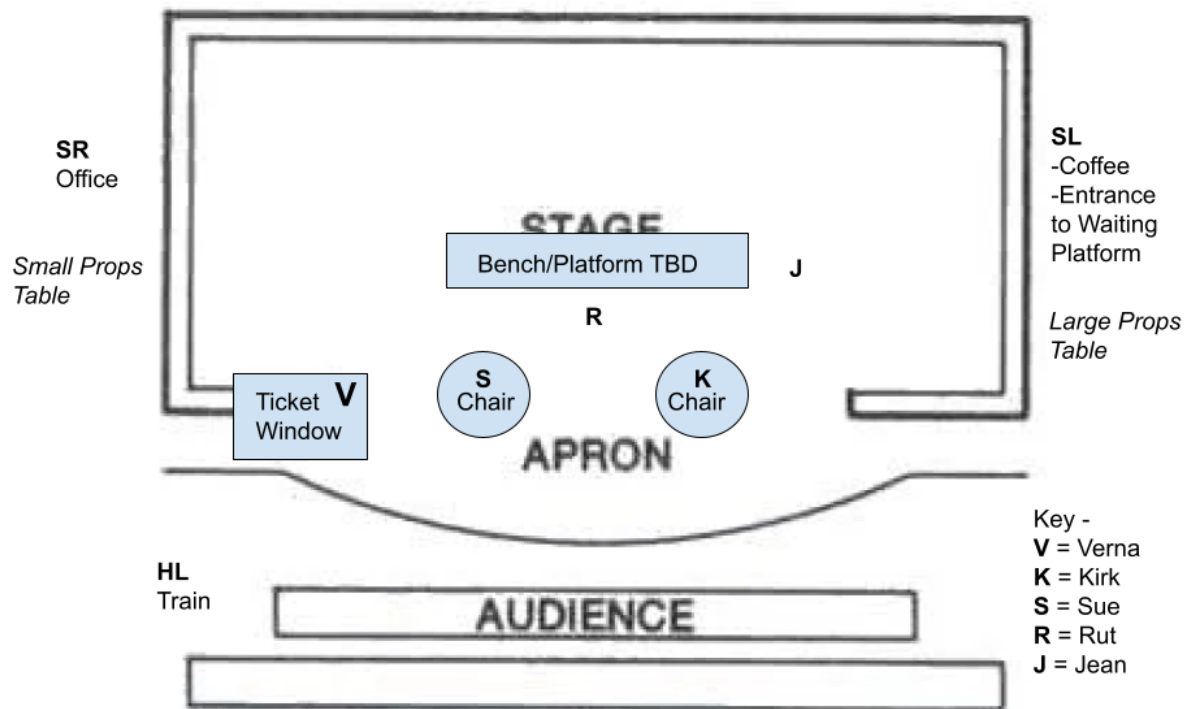 SR
Office
Small Props
Table
SL
-Coffee
-Entrance
to Waiting
Platform
Large Props
Table
STAGE
Bench/Platform TBD
J
R
Ticket V
Window
S
Chair
K
Chair
APRON
HL
Train
AUDIENCE
Key -
V = Verna
K = Kirk
S = Sue
R = Rut
J = Jean